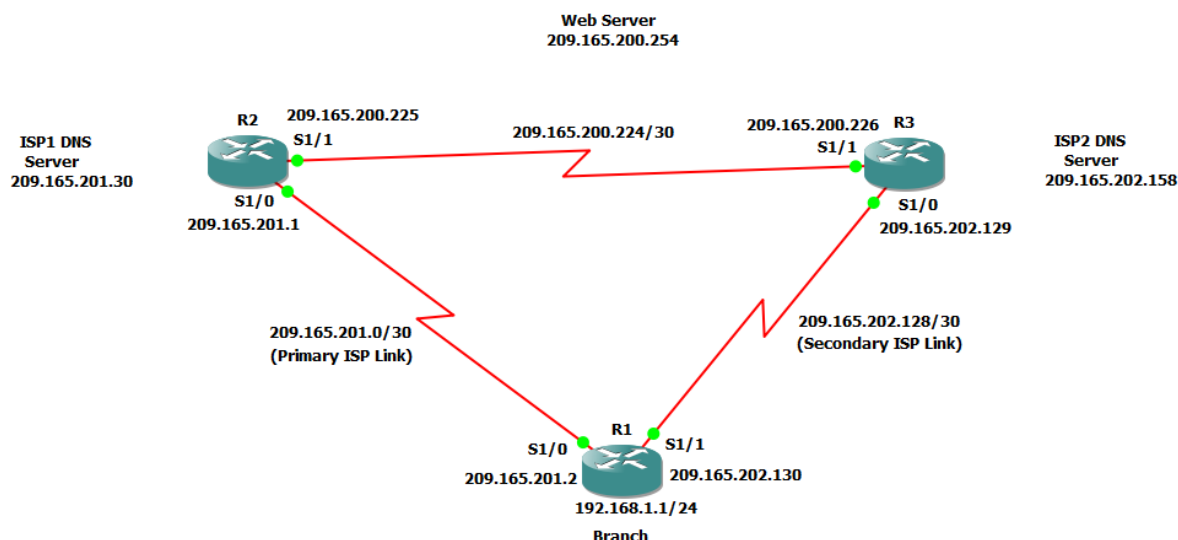 Web Server
209.165.200.254
R2
209.165.200.225
S1/1
ISP1 DNS
Server
209.165.201.30
S1/0
209.165.201.1
209.165.200.224/30
209.165.200.226
R3
S1/1
ISP2 DNS
Server
209.165.202.158
S1/0
209.165.202.129
209.165.201.0/30
(Primary ISP Link)
209.165.202.128/30
(Secondary ISP Link)
R1
S1/0
S1/1
209.165.201.2
209.165.202.130
192.168.1.1/24
Branch